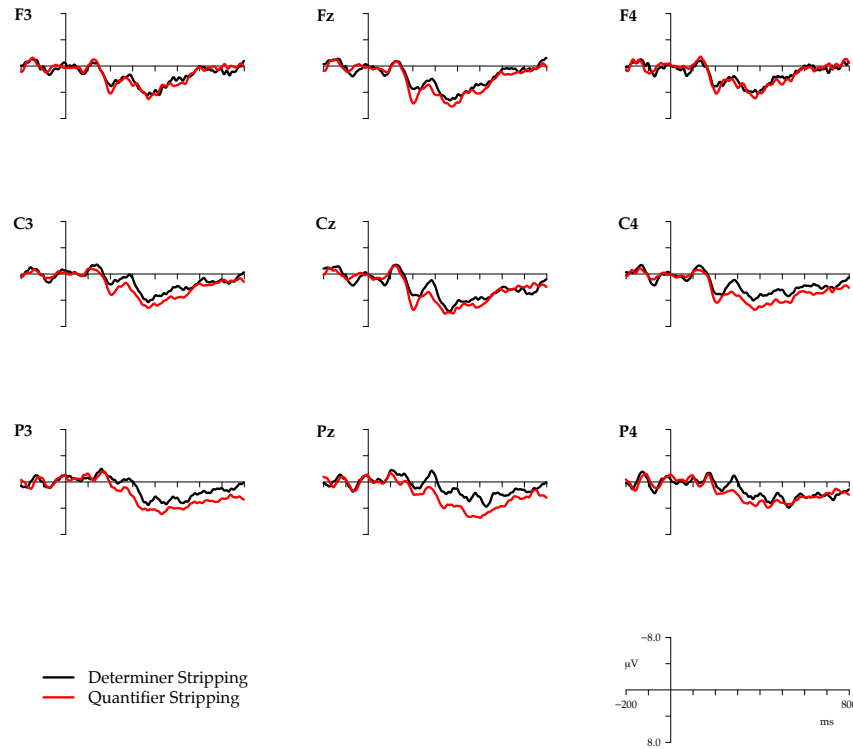 F3 Fz F4
C3 Cz C4
P3 Pz P4
−8.0
µV
−200 800
ms
8.0
Determiner Stripping
Quantifier Stripping